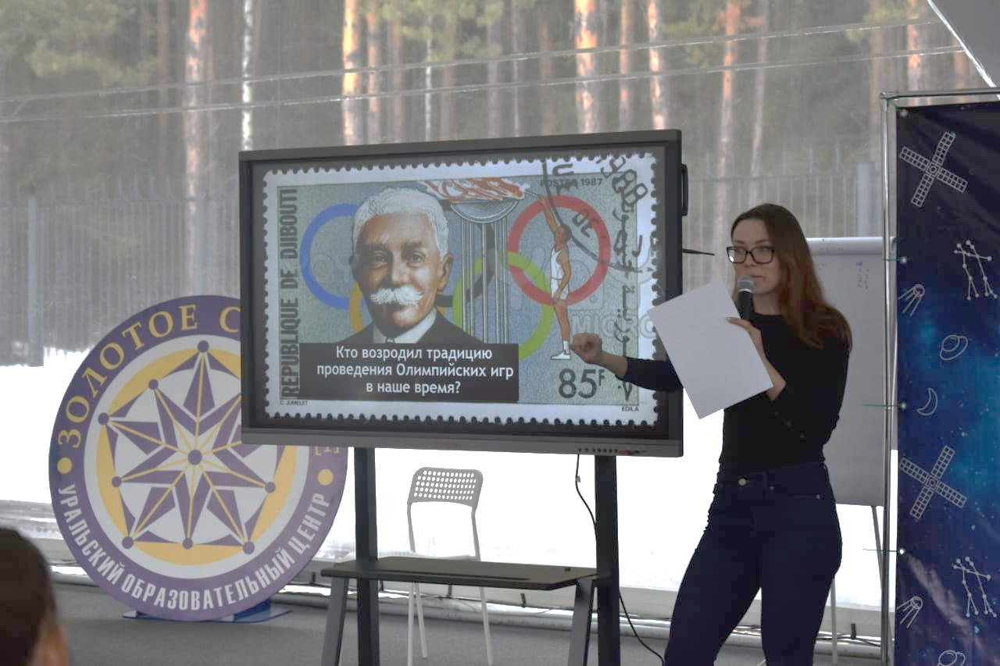 ЗОЛОТОЕ С
УРАЛЬСКИЙ ОБРАЗОВАТЕЛЬНЫЙ ЦЕНТР
REPUBLIQUE DE DJIBOUTI
POSTES 1987
Кто возродил традицию
проведения Олимпийских игр
в наше время?
85F
C. JUMELET
EDILA